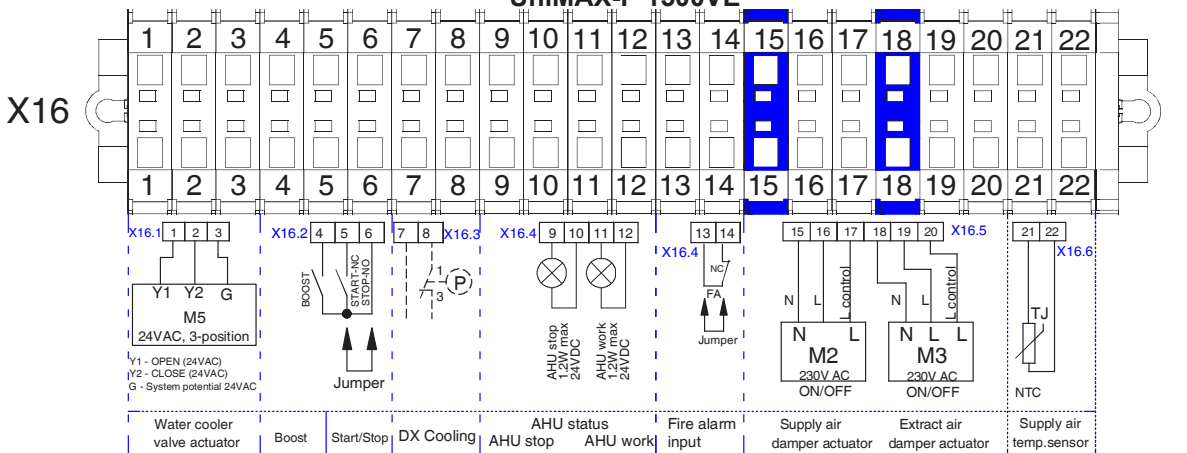 1 2 3 4 5 6 7 8 9 10 11 12 13 14 15 16 17 18 19 20 21 22
X16
1 2 3 4 5 6 7 8 9 10 11 12 13 14 15 16 17 18 19 20 21 22
X16.1 1 2 3
X16.2 4 5 6
7 8 X16.3
X16.4 9 10 11 12
13 14
X16.4
15 16 17 18 19 20 X16.5
21 22
X16.6
Y1 Y2 G
M5
24VAC, 3-position
Y1 - OPEN (24VAC)
Y2 - CLOSE (24VAC)
G - System potential 24VAC
BOOST
START-NC
STOP-NO
Jumper
1
P
3
AHU stop
1.2W max
24VDC
AHU work
1.2W max
24VDC
NC
FA
Jumper
N L L control
N L L
M2
230V AC
ON/OFF
N L L control
N L L
M3
230V AC
ON/OFF
TJ
NTC
Water cooler
valve actuator
Boost
Start/Stop
DX Cooling
AHU status
AHU stop AHU work
Fire alarm
input
Supply air
damper actuator
Extract air
damper actuator
Supply air
temp.sensor